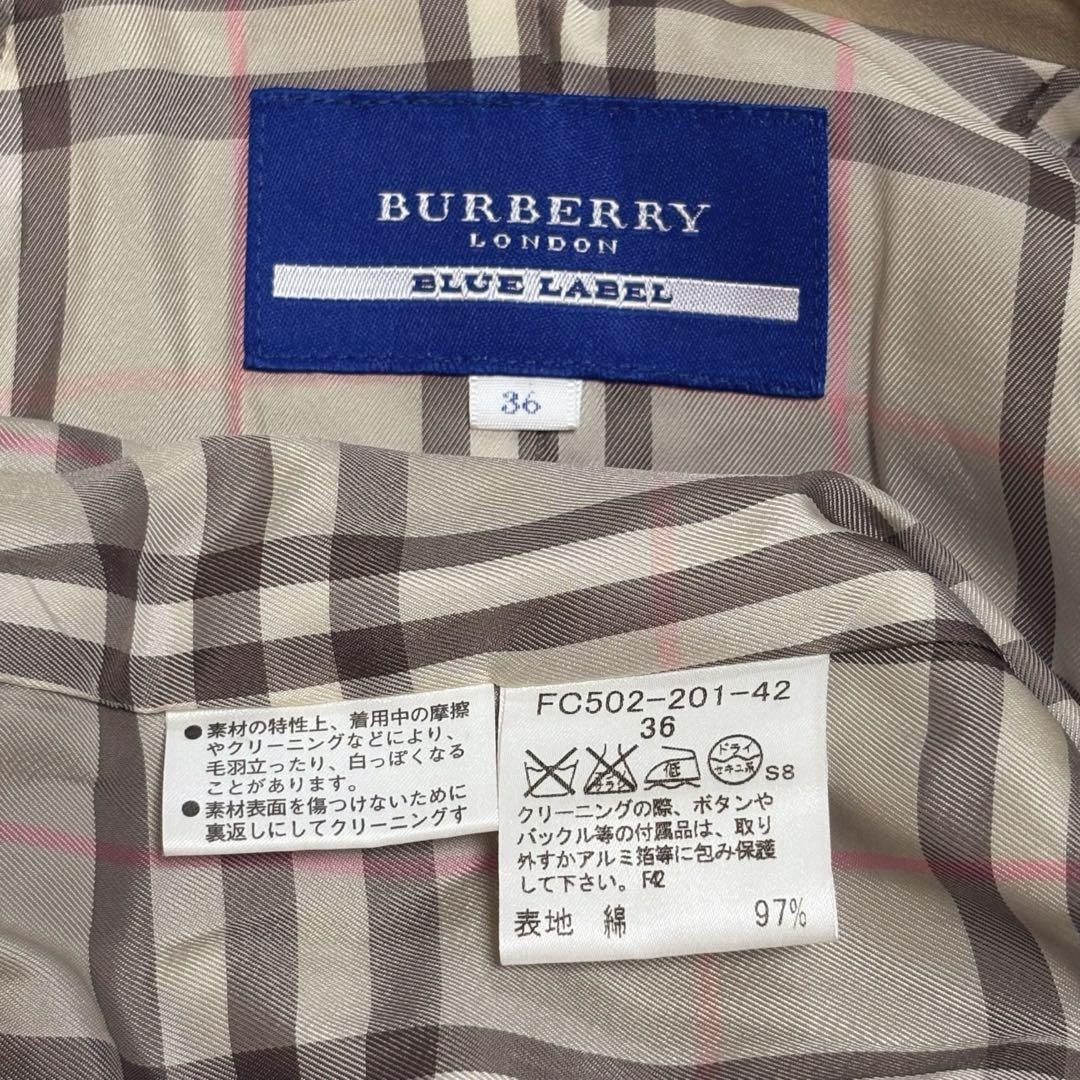 BURBERRY
LONDON
BLUE LABEL
36
●素材の特性上、着用中の摩擦
やクリーニングなどにより、
毛羽立ったり、白っぽくなる
ことがあります。
●素材表面を傷つけないために
裏返しにしてクリーニングす
FC502-201-42
36
エンソ
サラシ
低
ドライ
セキユ系
S8
クリーニングの際、ボタンや
バックル等の付属品は、取り
外すかアルミ箔等に包み保護
して下さい。F42
表地 綿 97%